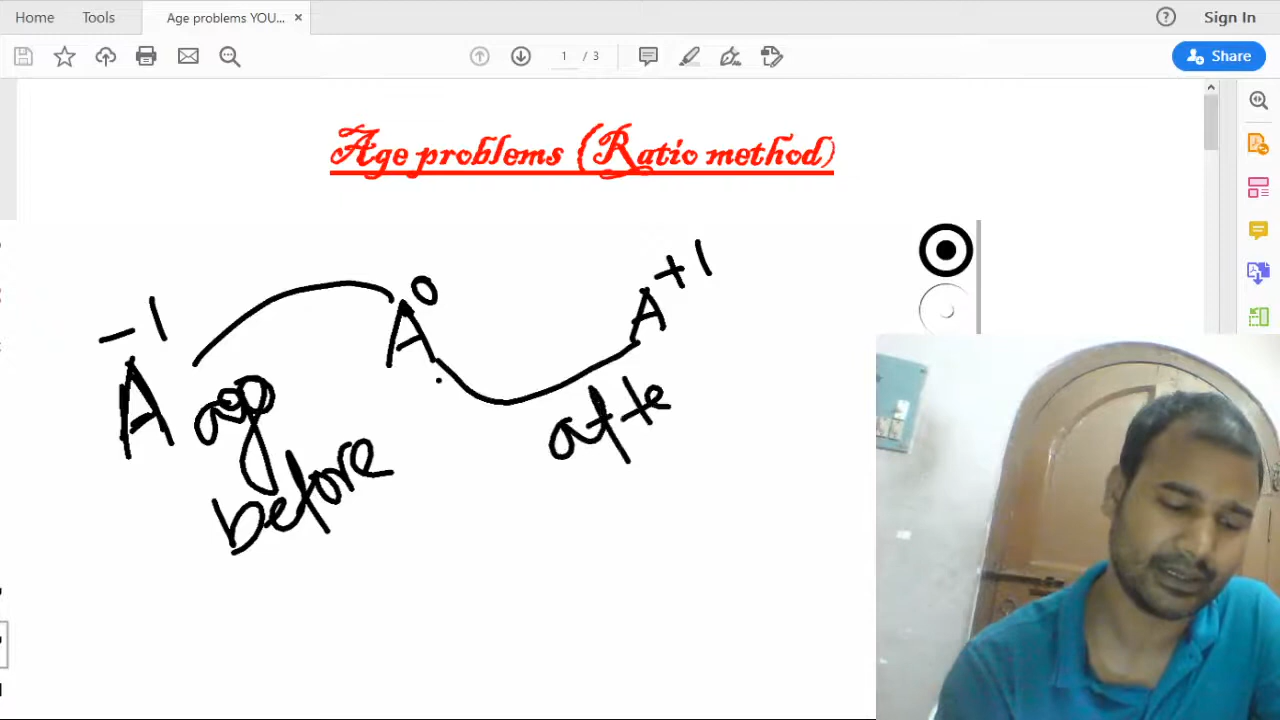 Home Tools Age problems YOU... × ? Sign In
1 / 3 Share
Age problems (Ratio method)
-1 A ago before
A 0
A +1
afte